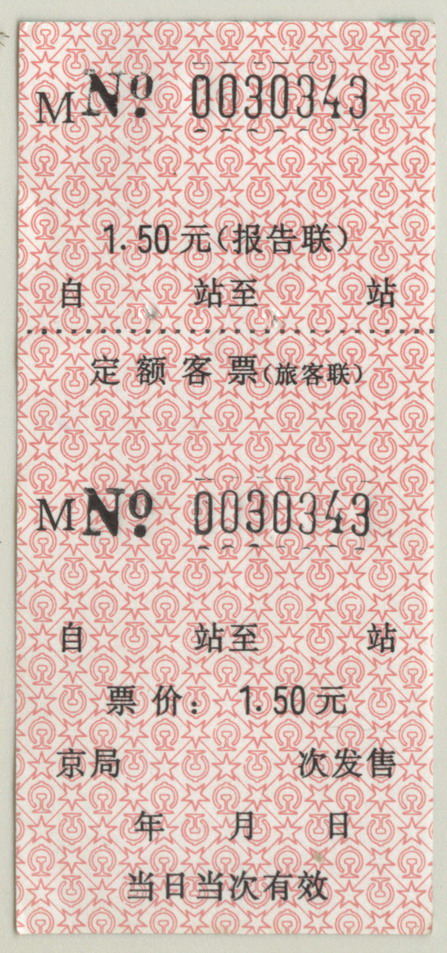 MNo 0030343
1.50元(报告联)
自 站至 站
定额客票(旅客联)
MNo 0030343
自 站至 站
票价: 1.50元
京局 次发售
年 月 日
当日当次有效